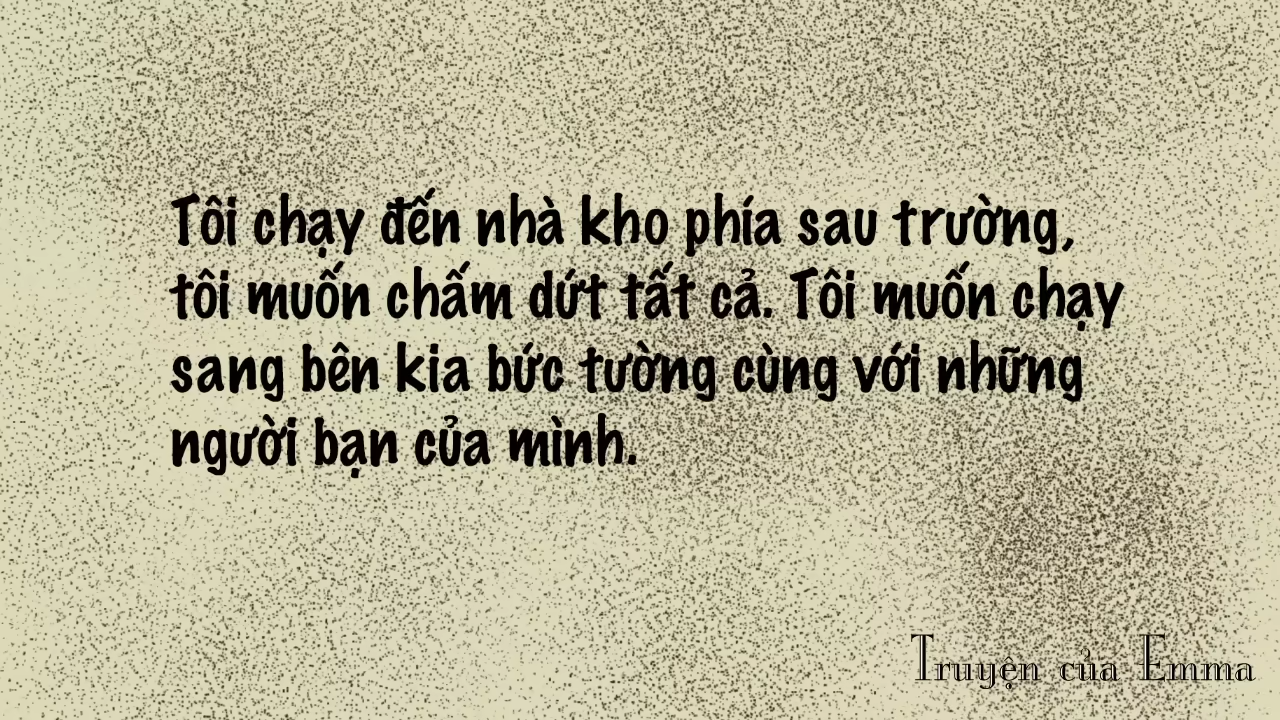 Tôi chạy đến nhà kho phía sau trường,
tôi muốn chấm dứt tất cả. Tôi muốn chạy
sang bên kia bức tường cùng với những
người bạn của mình.
Truyện của Emma